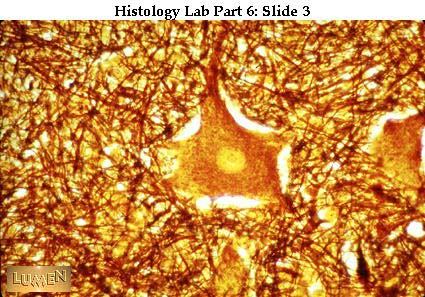 Histology Lab Part 6: Slide 3
LUMEN